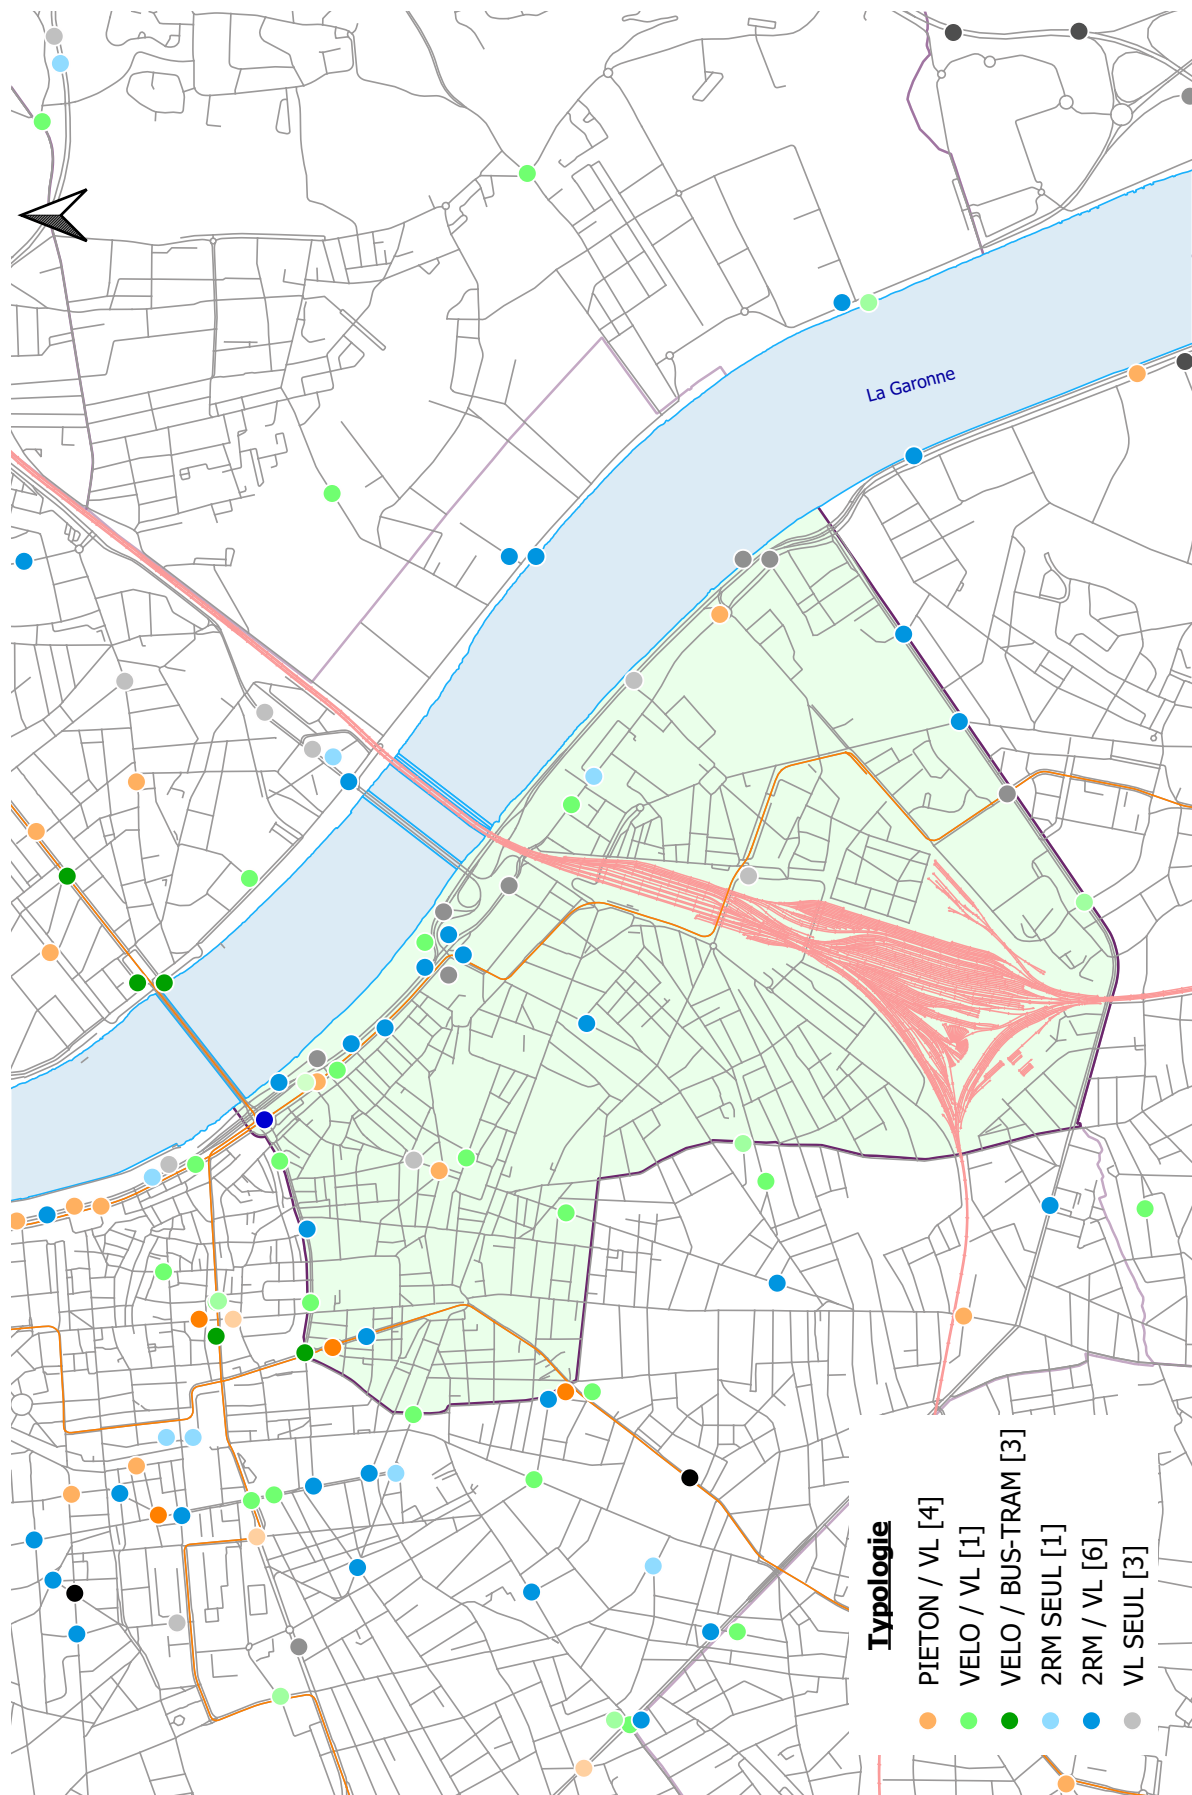 La Garonne
Typologie
PIETON / VL [4]
VELO / VL [1]
VELO / BUS-TRAM [3]
2RM SEUL [1]
2RM / VL [6]
VL SEUL [3]